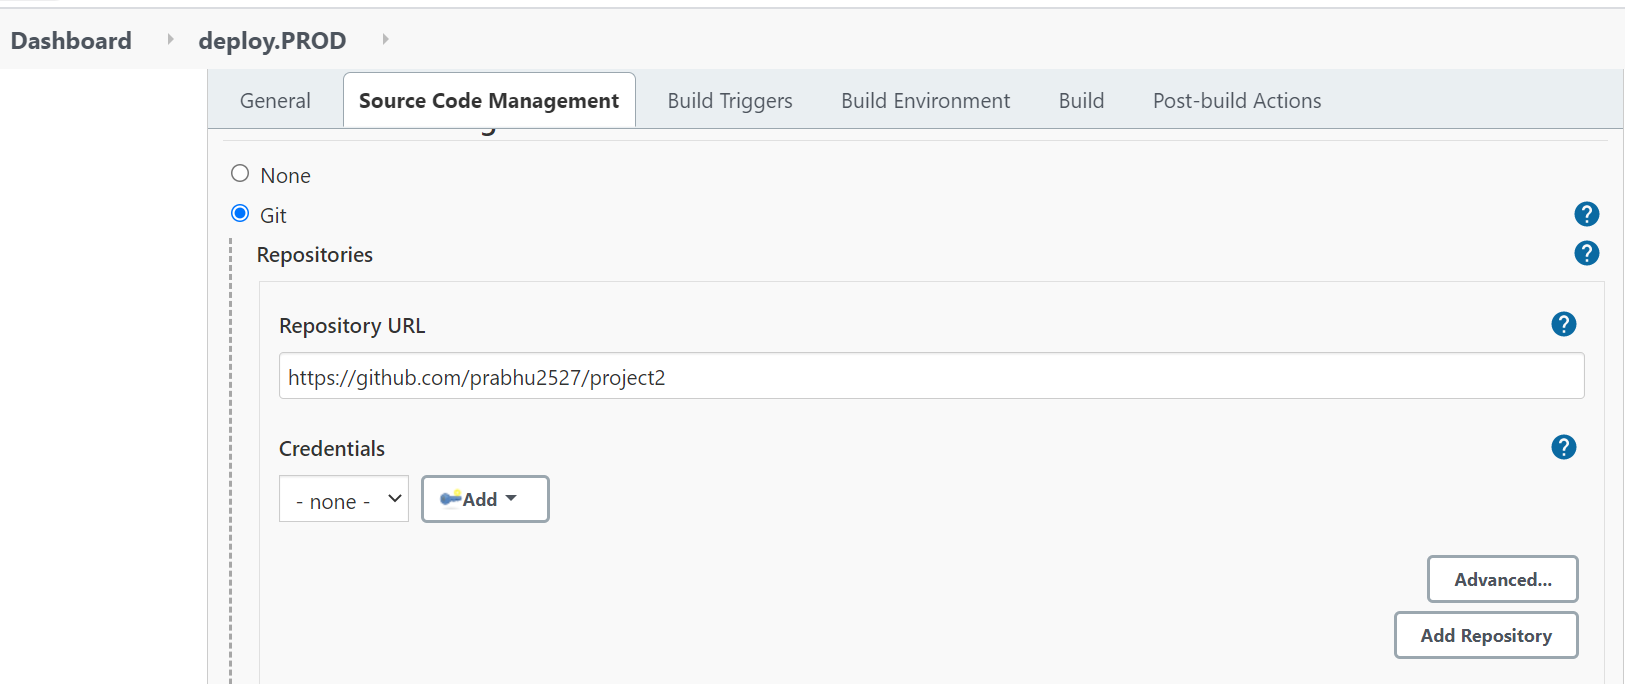 Dashboard deploy.PROD
General Source Code Management Build Triggers Build Environment Build Post-build Actions
None
Git ?
Repositories ?
Repository URL ?
https://github.com/prabhu2527/project2
Credentials ?
- none - Add
Advanced...
Add Repository